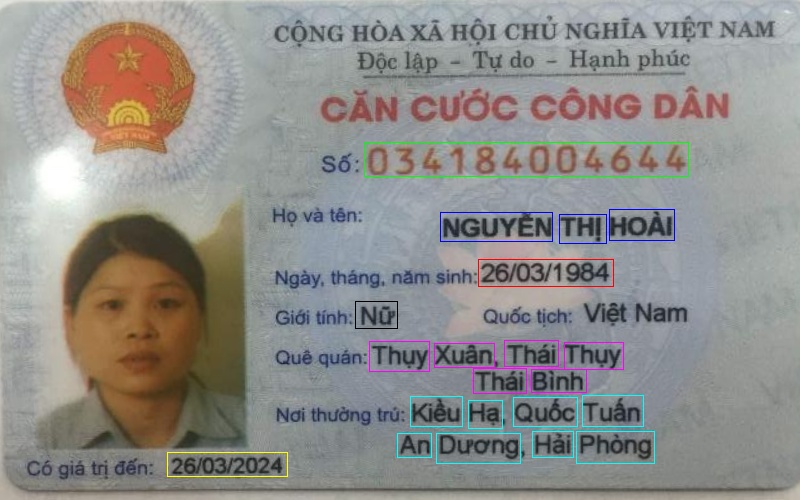 CỘNG HÒA XÃ HỘI CHỦ NGHĨA VIỆT NAM
Độc lập - Tự do - Hạnh phúc
CĂN CƯỚC CÔNG DÂN
Số: 034184004644
Họ và tên: NGUYỄN THỊ HOÀI
Ngày, tháng, năm sinh: 26/03/1984
Giới tính: Nữ Quốc tịch: Việt Nam
Quê quán: Thụy Xuân, Thái Thụy
Thái Bình
Nơi thường trú: Kiều Hạ, Quốc Tuấn
An Dương, Hải Phòng
Có giá trị đến: 26/03/2024
VIỆT NAM